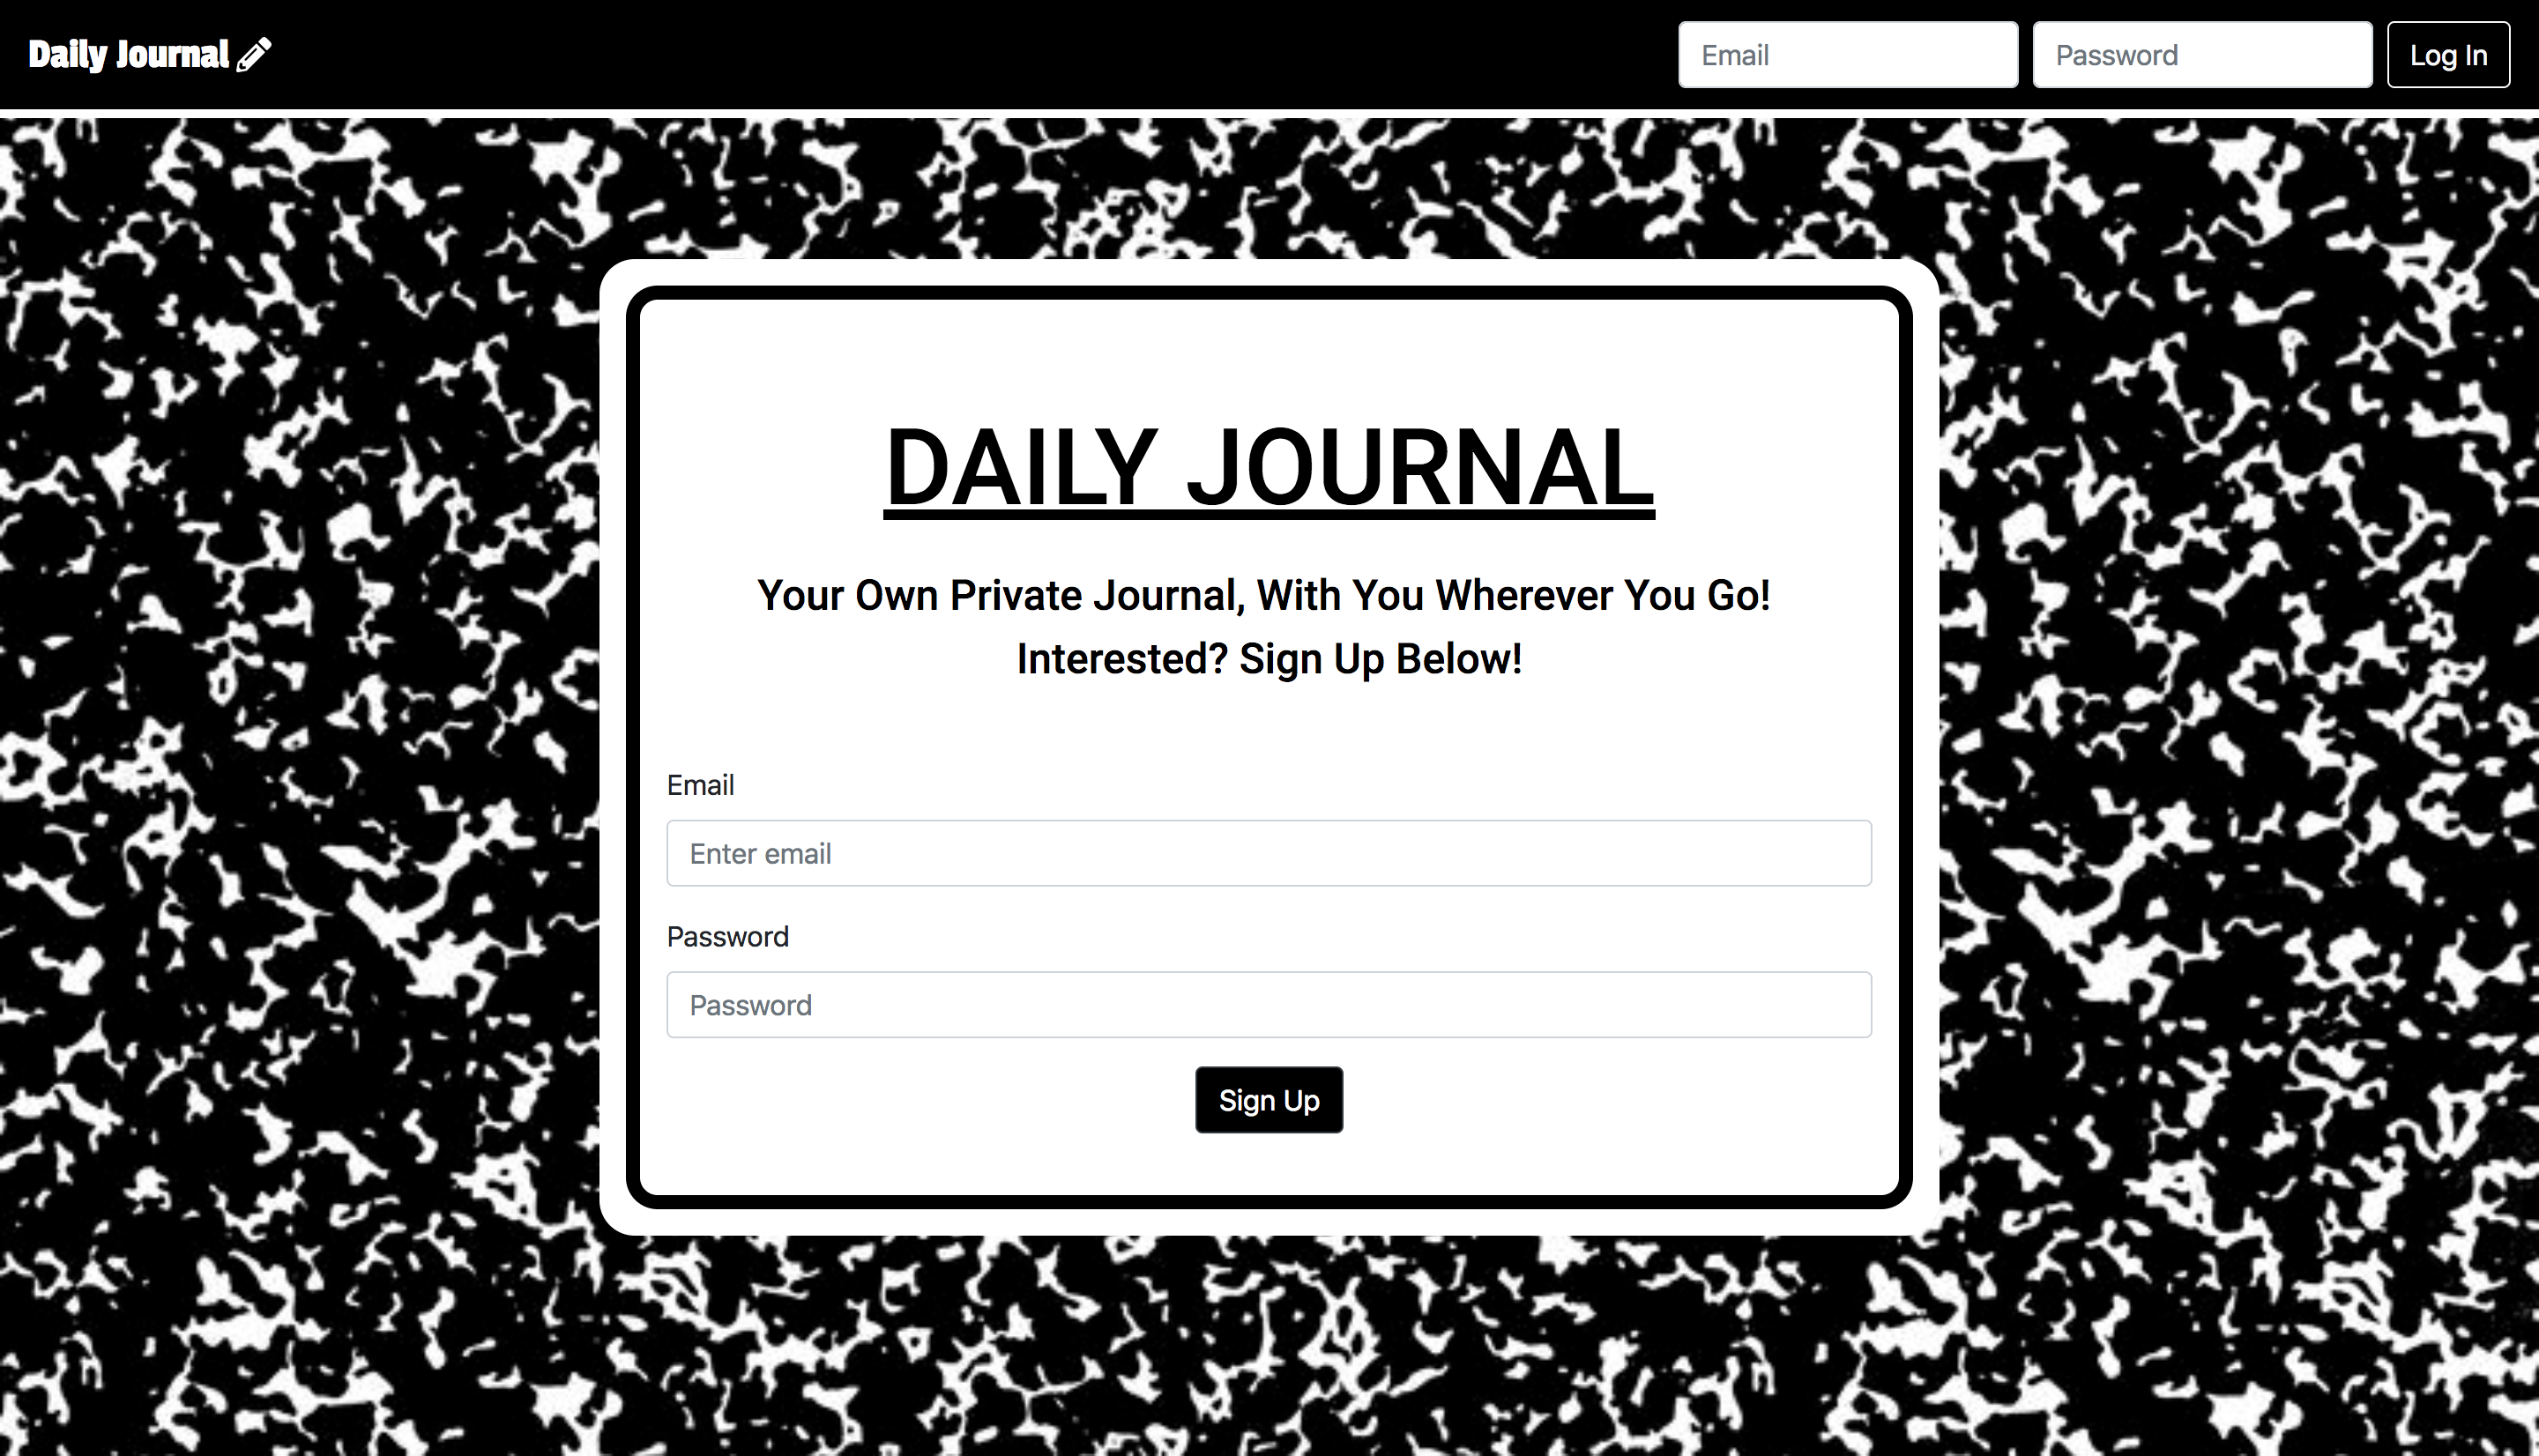 Daily Journal
Email
Password
Log In
DAILY JOURNAL
Your Own Private Journal, With You Wherever You Go!
Interested? Sign Up Below!
Email
Enter email
Password
Password
Sign Up